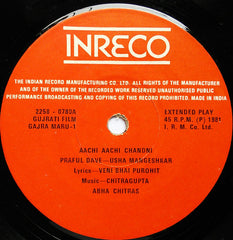 INRECO
THE INDIAN RECORD MANUFACTURING CO. LTD. ALL RIGHTS OF THE MANUFACTURER
AND OF THE OWNER OF THE RECORDED WORK RESERVED UNAUTHORISED PUBLIC
PERFORMANCE BROADCASTING AND COPYING OF THIS RECORD PROHIBITED. MADE IN INDIA
2258 - 0780A
GUJRATI FILM
GAJRA MARU-1
EXTENDED PLAY
45 R.P.M. (P) 198
I. R. M. Co. Ltd.
AACHI AACHI CHANDNI
PRAFUL DAVE—USHA MANGESHKAR
Lyrics—VENI BHAI PUROHIT
Music—CHITRAGUPTA
ABHA CHITRAS